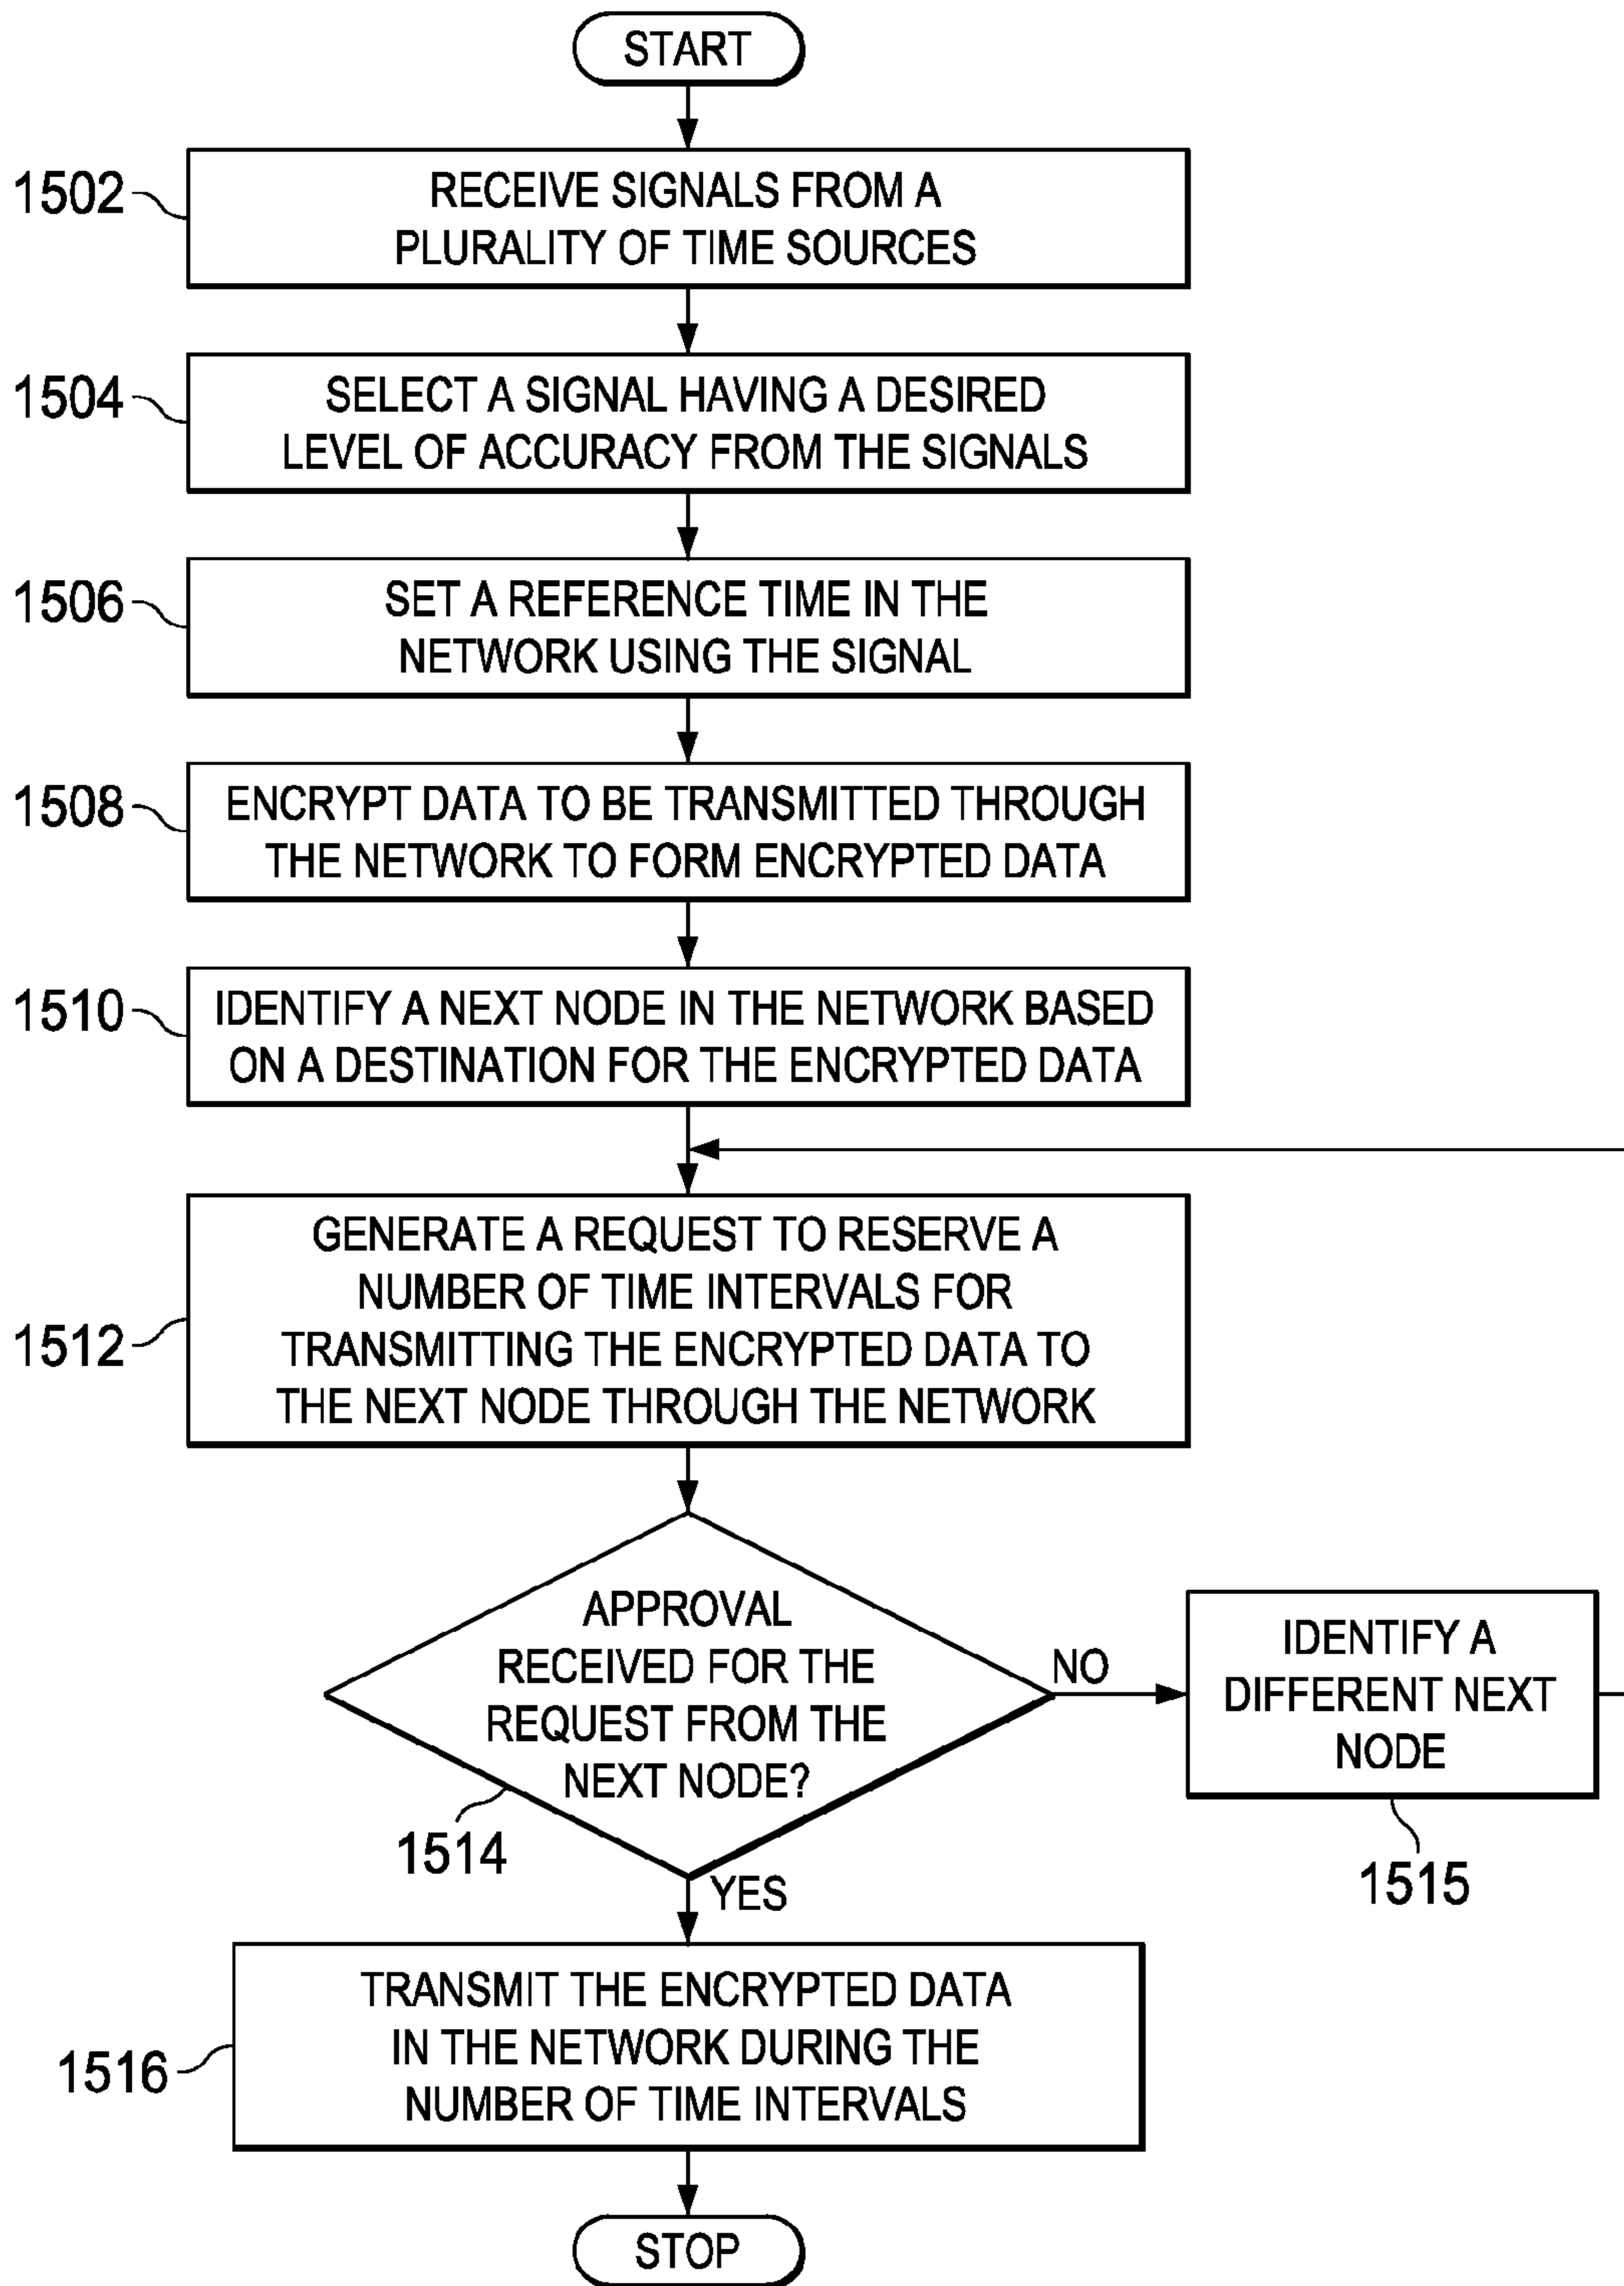 START
1502
RECEIVE SIGNALS FROM A
PLURALITY OF TIME SOURCES
1504
SELECT A SIGNAL HAVING A DESIRED
LEVEL OF ACCURACY FROM THE SIGNALS
1506
SET A REFERENCE TIME IN THE
NETWORK USING THE SIGNAL
1508
ENCRYPT DATA TO BE TRANSMITTED THROUGH
THE NETWORK TO FORM ENCRYPTED DATA
1510
IDENTIFY A NEXT NODE IN THE NETWORK BASED
ON A DESTINATION FOR THE ENCRYPTED DATA
1512
GENERATE A REQUEST TO RESERVE A
NUMBER OF TIME INTERVALS FOR
TRANSMITTING THE ENCRYPTED DATA TO
THE NEXT NODE THROUGH THE NETWORK
APPROVAL
RECEIVED FOR THE
REQUEST FROM THE
NEXT NODE?
1514
NO
IDENTIFY A
DIFFERENT NEXT
NODE
1515
YES
1516
TRANSMIT THE ENCRYPTED DATA
IN THE NETWORK DURING THE
NUMBER OF TIME INTERVALS
STOP